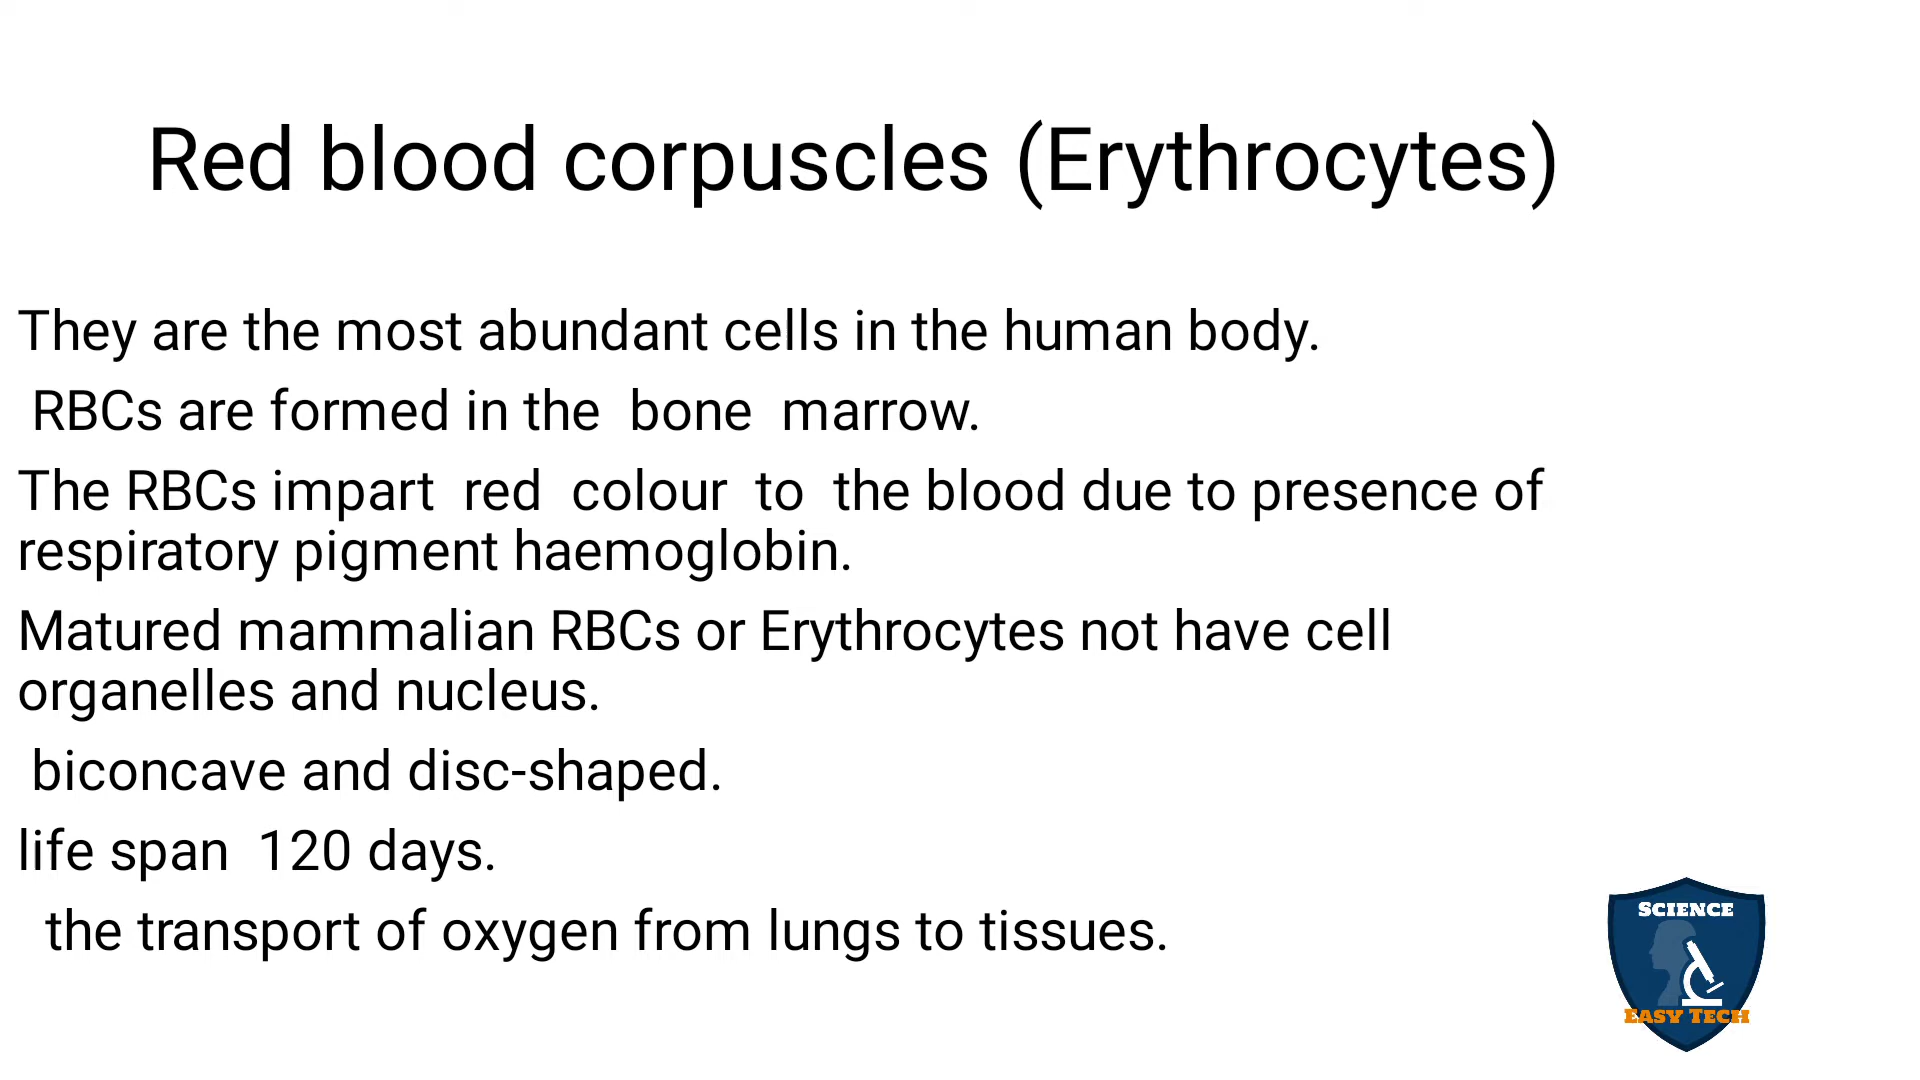 Red blood corpuscles (Erythrocytes)
They are the most abundant cells in the human body.
RBCs are formed in the bone marrow.
The RBCs impart red colour to the blood due to presence of
respiratory pigment haemoglobin.
Matured mammalian RBCs or Erythrocytes not have cell
organelles and nucleus.
biconcave and disc-shaped.
life span 120 days.
the transport of oxygen from lungs to tissues.
SCIENCE
EASY TECH